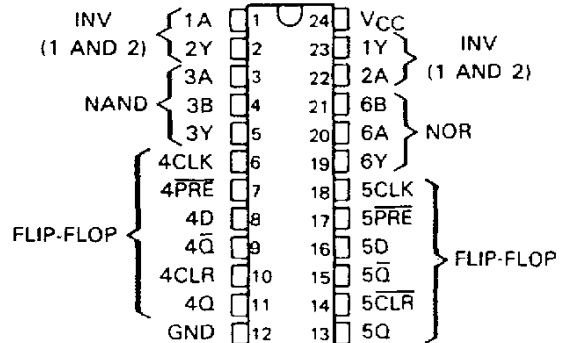 INV
(1 AND 2)
NAND
FLIP-FLOP
1A 1
2Y 2
3A 3
3B 4
3Y 5
4CLK 6
4P̅R̅E̅ 7
4D 8
4Q̅ 9
4CLR 10
4Q 11
GND 12
24 VCC
23 1Y
22 2A
21 6B
20 6A
19 6Y
18 5CLK
17 5P̅R̅E̅
16 5D
15 5Q̅
14 5C̅L̅R̅
13 5Q
INV
(1 AND 2)
NOR
FLIP-FLOP